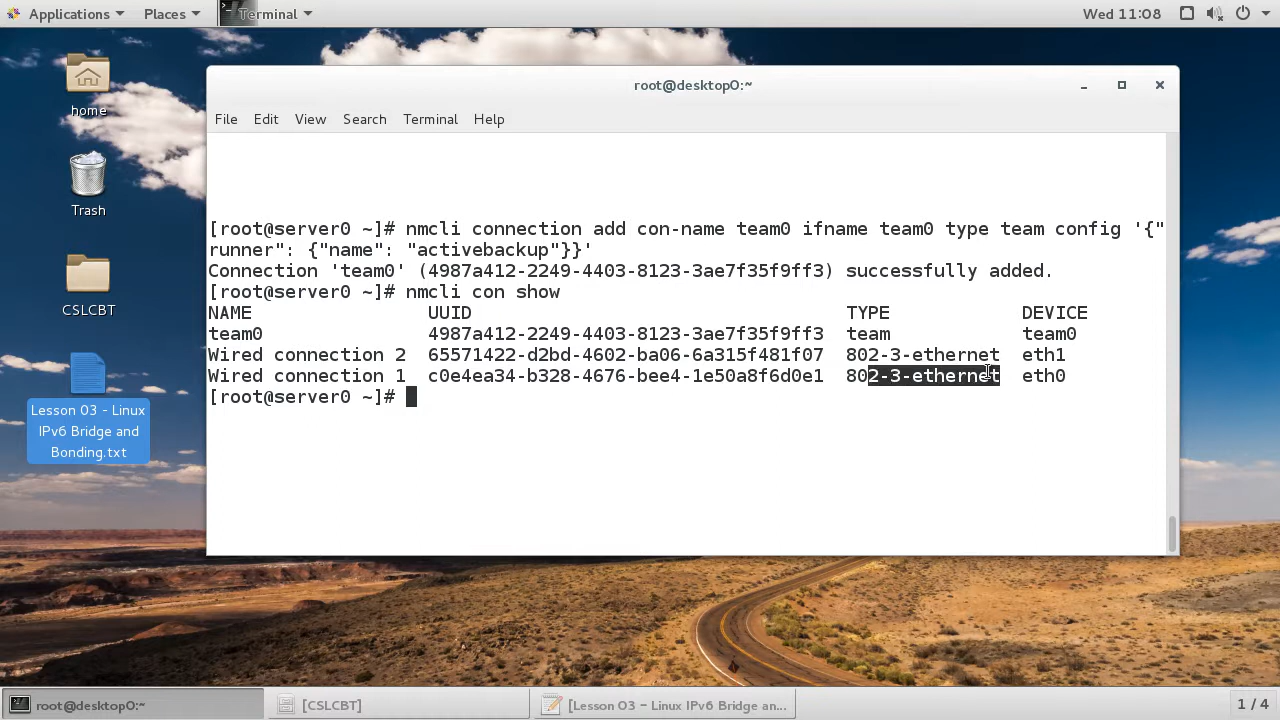 Applications Places Terminal Wed 11:08
home
Trash
CSLCBT
Lesson 03 - Linux
IPv6 Bridge and
Bonding.txt
root@desktop0:~
File Edit View Search Terminal Help
[root@server0 ~]# nmcli connection add con-name team0 ifname team0 type team config '{"
runner": {"name": "activebackup"}}'
Connection 'team0' (4987a412-2249-4403-8123-3ae7f35f9ff3) successfully added.
[root@server0 ~]# nmcli con show
NAME UUID TYPE DEVICE
team0 4987a412-2249-4403-8123-3ae7f35f9ff3 team team0
Wired connection 2 65571422-d2bd-4602-ba06-6a315f481f07 802-3-ethernet eth1
Wired connection 1 c0e4ea34-b328-4676-bee4-1e50a8f6d0e1 802-3-ethernet eth0
[root@server0 ~]#
root@desktop0:~ [CSLCBT] [Lesson 03 - Linux IPv6 Bridge an... 1 / 4